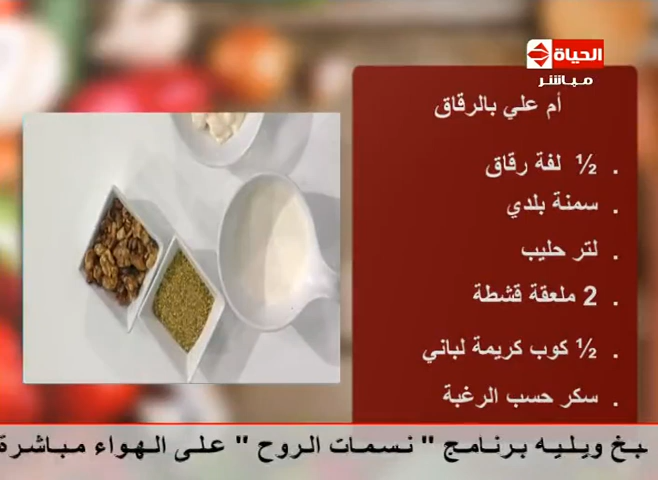 الحياة
مباشر
أم علي بالرقاق
½ لفة رقاق .
سمنة بلدي .
لتر حليب .
2 ملعقة قشطة .
½ كوب كريمة لباني .
سكر حسب الرغبة .
بخ ويليه برنامج " نسمات الروح " على الهواء مباشرة